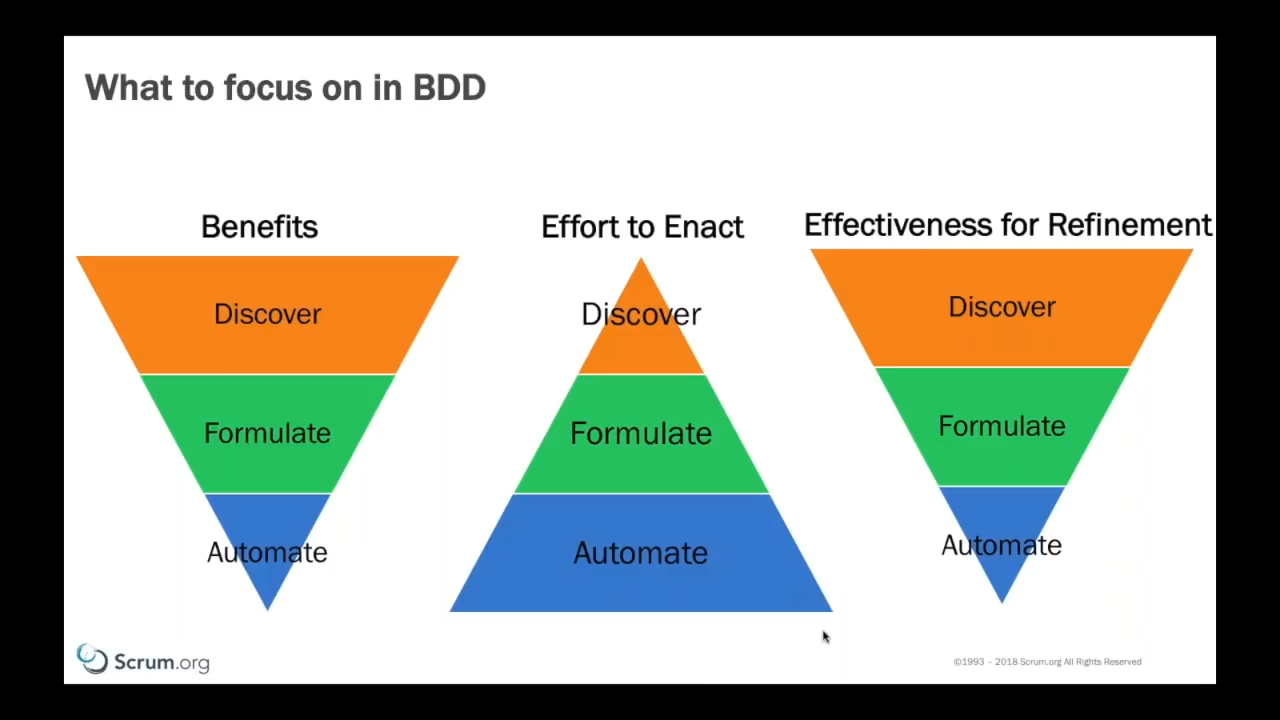 What to focus on in BDD
Benefits
Discover
Formulate
Automate
Effort to Enact
Discover
Formulate
Automate
Effectiveness for Refinement
Discover
Formulate
Automate
Scrum.org
©1993 – 2018 Scrum.org All Rights Reserved